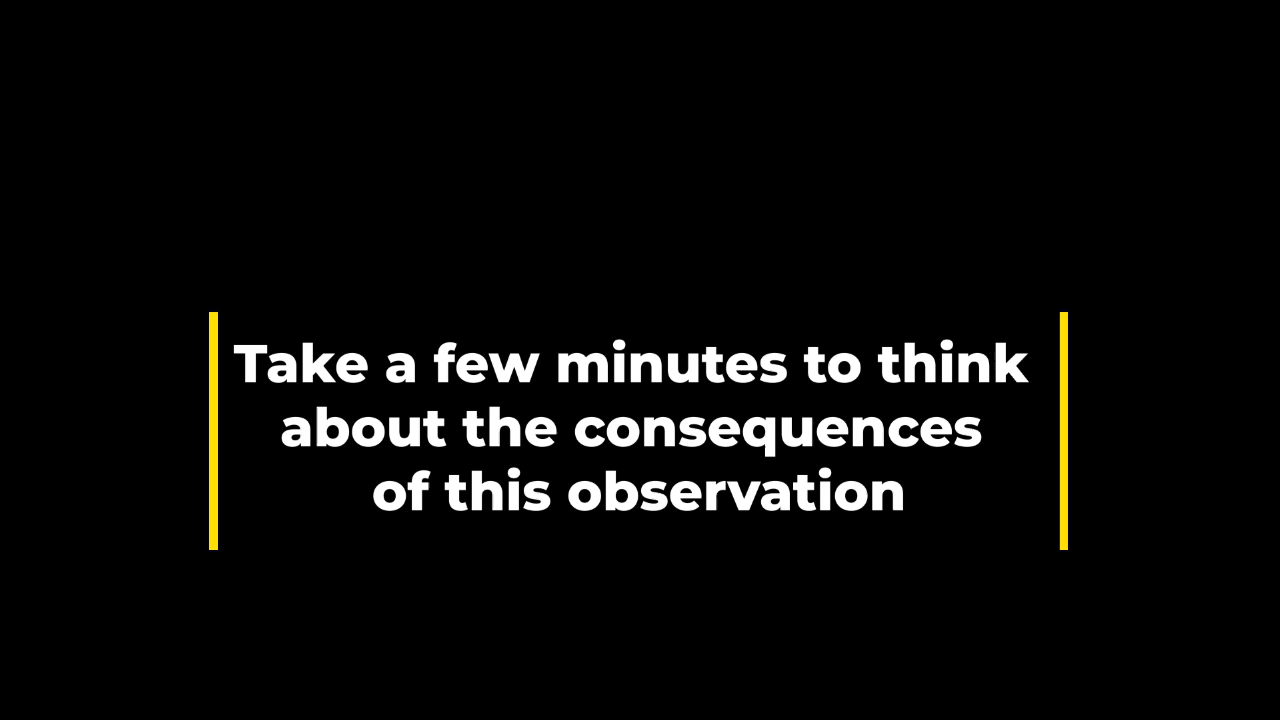 Take a few minutes to think
about the consequences
of this observation